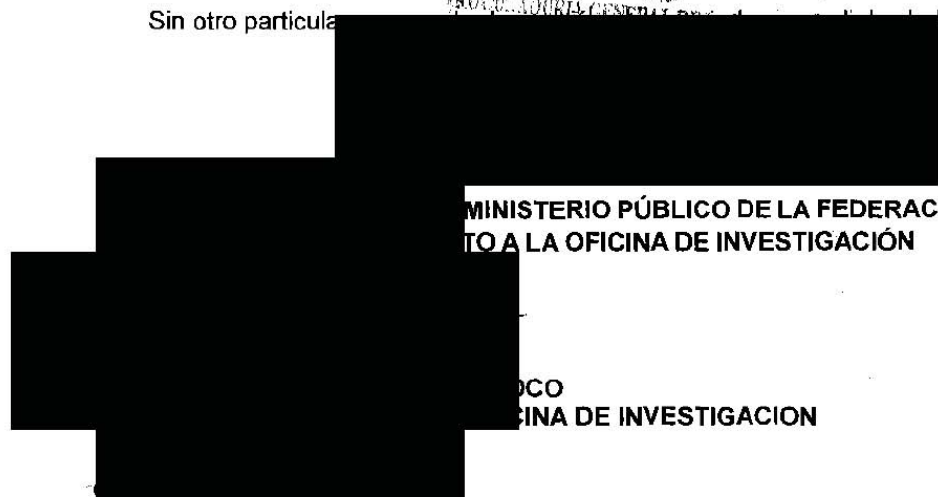 Sin otro particula
MINISTERIO PÚBLICO DE LA FEDERAC
TO A LA OFICINA DE INVESTIGACIÓN
OCO
CINA DE INVESTIGACION